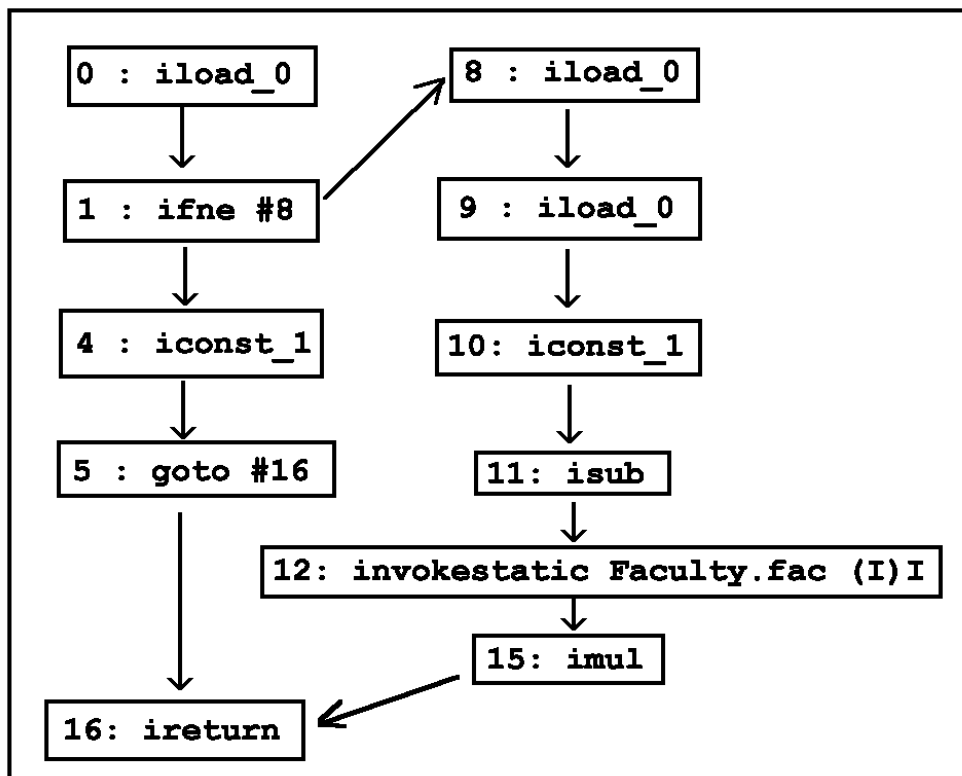 0 : iload_0
1 : ifne #8
4 : iconst_1
5 : goto #16
8 : iload_0
9 : iload_0
10: iconst_1
11: isub
12: invokestatic Faculty.fac (I)I
15: imul
16: ireturn